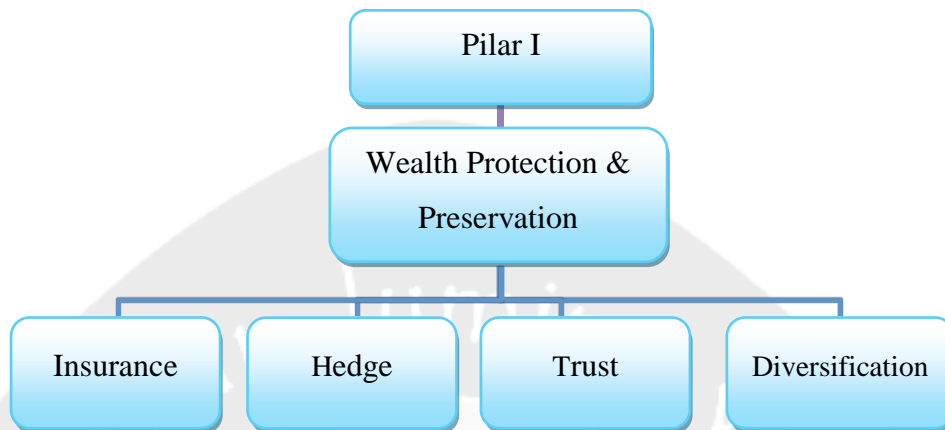 Pilar I
Wealth Protection &
Preservation
Insurance
Hedge
Trust
Diversification